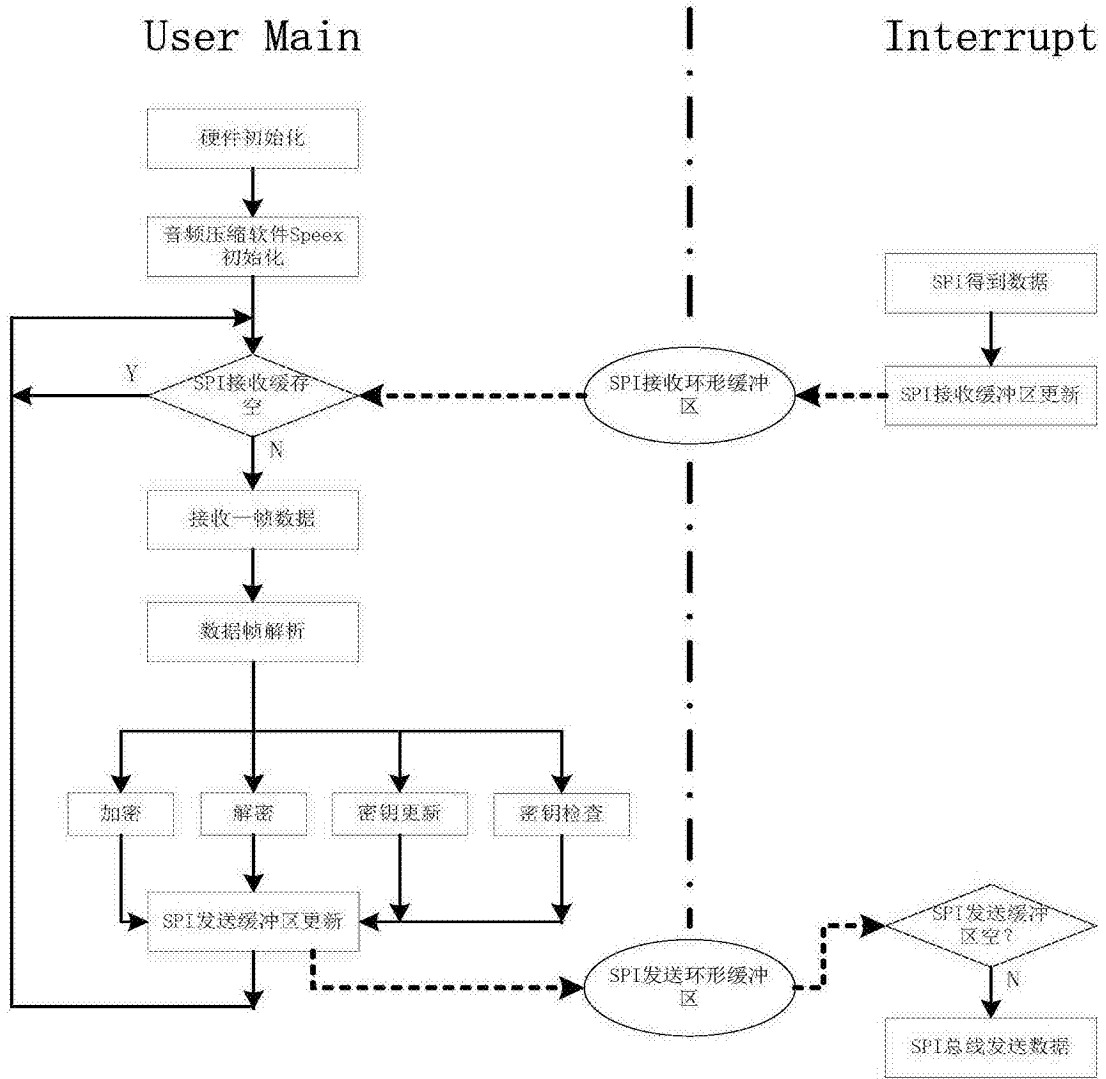 User Main
Interrupt
硬件初始化
音频压缩软件Speex
初始化
SPI得到数据
SPI接收缓存
空
Y
N
SPI接收环形缓冲
区
SPI接收缓冲区更新
接收一帧数据
数据帧解析
加密
解密
密钥更新
密钥检查
SPI发送缓冲区更新
SPI发送环形缓冲
区
SPI发送缓冲
区空?
N
SPI总线发送数据